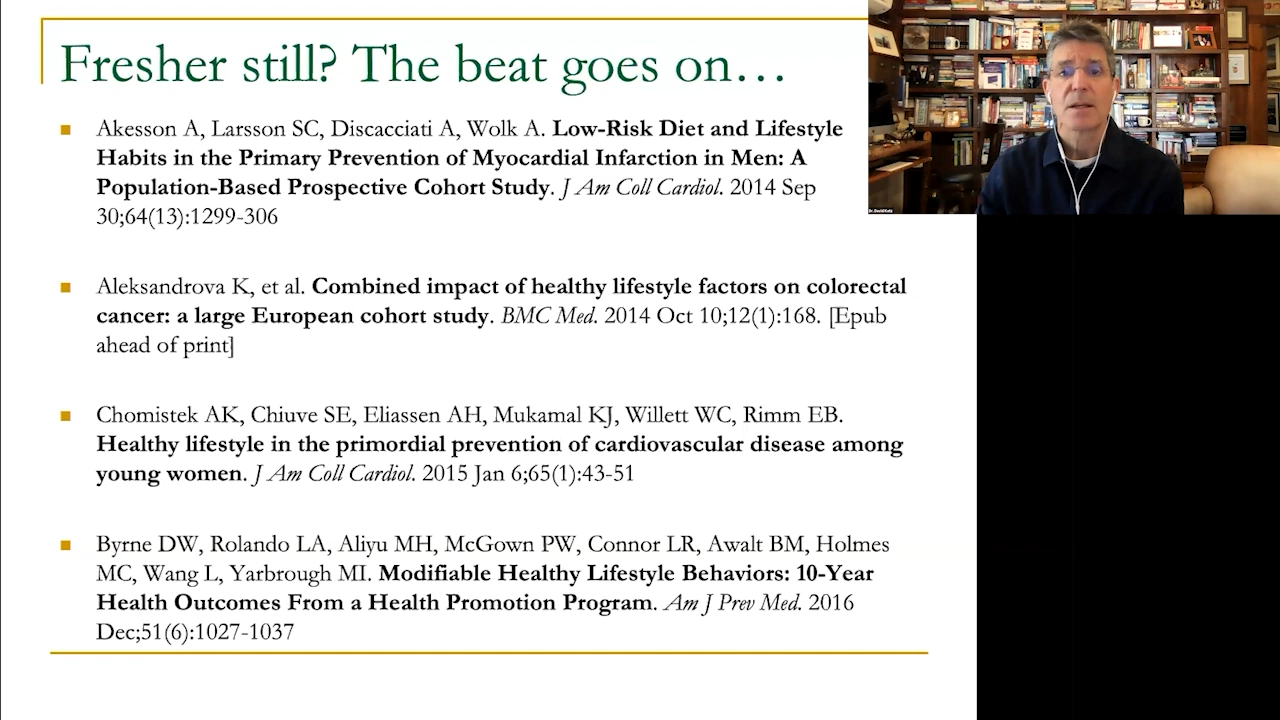 Fresher still? The beat goes on…
Akesson A, Larsson SC, Discacciati A, Wolk A. Low-Risk Diet and Lifestyle
Habits in the Primary Prevention of Myocardial Infarction in Men: A
Population-Based Prospective Cohort Study. J Am Coll Cardiol. 2014 Sep
30;64(13):1299-306
Aleksandrova K, et al. Combined impact of healthy lifestyle factors on colorectal
cancer: a large European cohort study. BMC Med. 2014 Oct 10;12(1):168. [Epub
ahead of print]
Chomistek AK, Chiuve SE, Eliassen AH, Mukamal KJ, Willett WC, Rimm EB.
Healthy lifestyle in the primordial prevention of cardiovascular disease among
young women. J Am Coll Cardiol. 2015 Jan 6;65(1):43-51
Byrne DW, Rolando LA, Aliyu MH, McGown PW, Connor LR, Awalt BM, Holmes
MC, Wang L, Yarbrough MI. Modifiable Healthy Lifestyle Behaviors: 10-Year
Health Outcomes From a Health Promotion Program. Am J Prev Med. 2016
Dec;51(6):1027-1037
Dr. David Katz